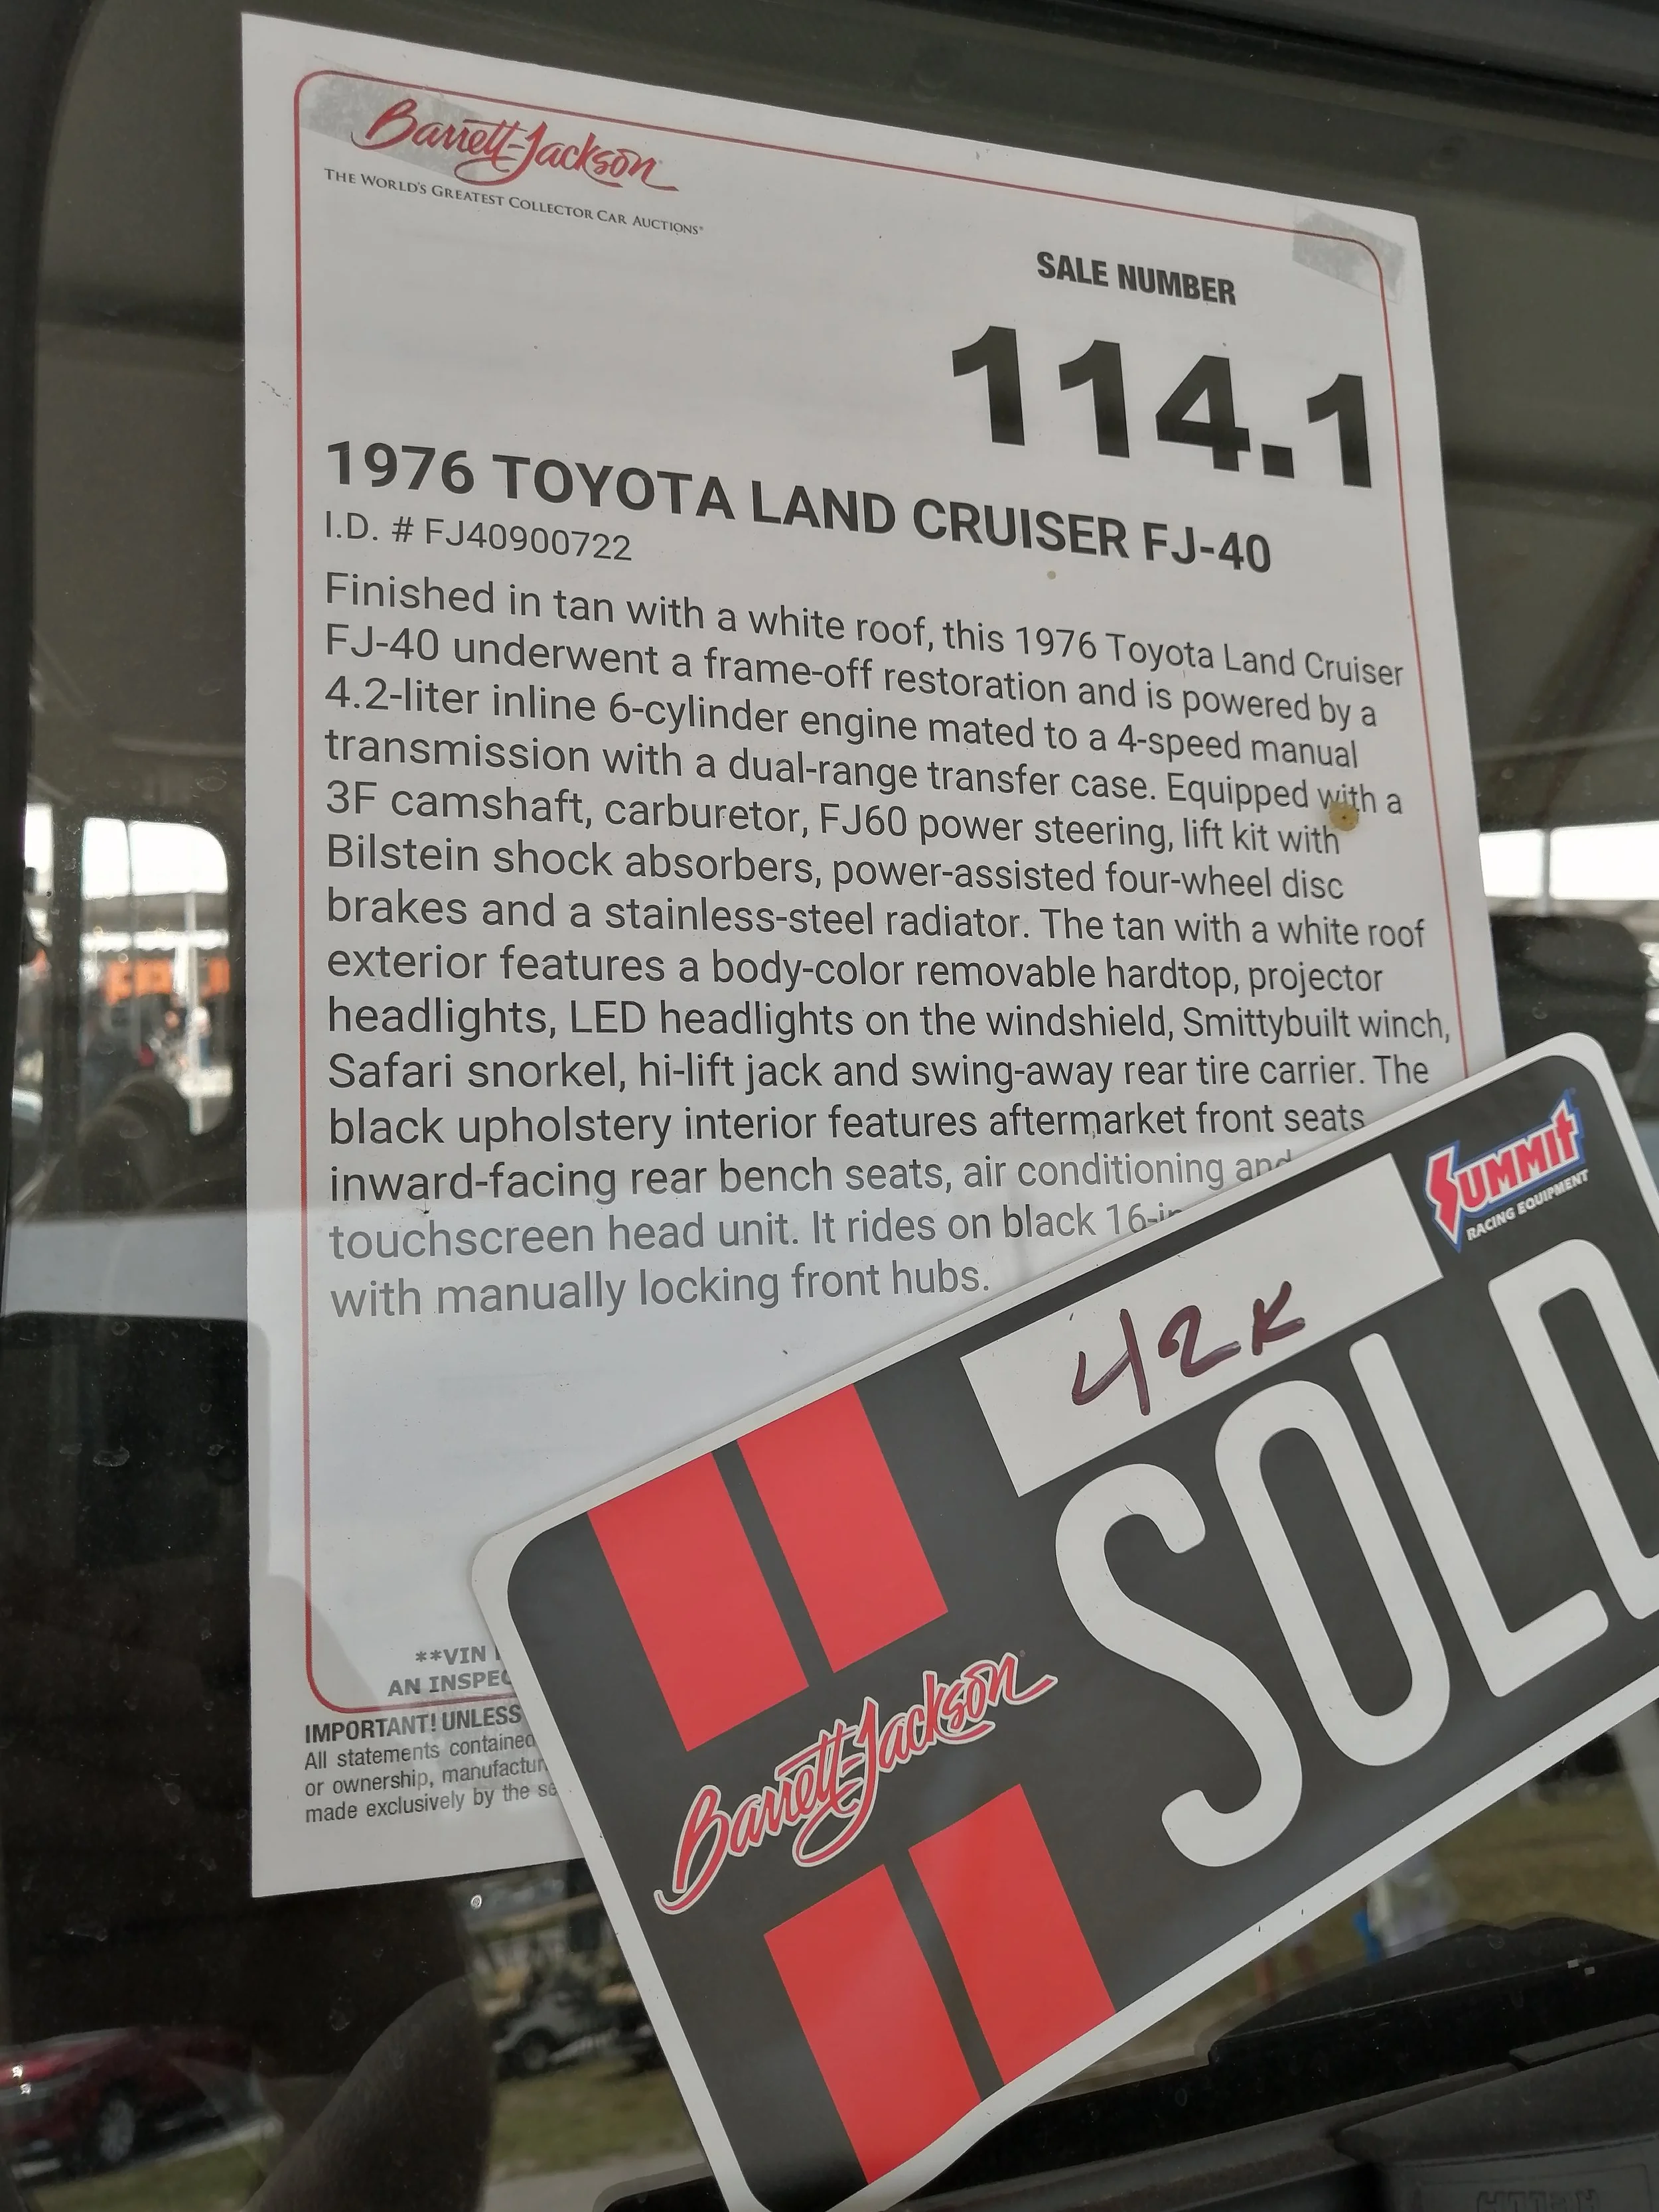 Barrett-Jackson
THE WORLD'S GREATEST COLLECTOR CAR AUCTIONS®
SALE NUMBER
114.1
1976 TOYOTA LAND CRUISER FJ-40
I.D. # FJ40900722
Finished in tan with a white roof, this 1976 Toyota Land Cruiser
FJ-40 underwent a frame-off restoration and is powered by a
4.2-liter inline 6-cylinder engine mated to a 4-speed manual
transmission with a dual-range transfer case. Equipped with a
3F camshaft, carburetor, FJ60 power steering, lift kit with
Bilstein shock absorbers, power-assisted four-wheel disc
brakes and a stainless-steel radiator. The tan with a white roof
exterior features a body-color removable hardtop, projector
headlights, LED headlights on the windshield, Smittybuilt winch,
Safari snorkel, hi-lift jack and swing-away rear tire carrier. The
black upholstery interior features aftermarket front seats
inward-facing rear bench seats, air conditioning and
touchscreen head unit. It rides on black 16-
with manually locking front hubs.
**VIN
AN INSPEC
IMPORTANT! UNLESS
All statements contained
or ownership, manufactur
made exclusively by the se
SUMMIT
RACING EQUIPMENT
42K
SOLD
Barrett-Jackson